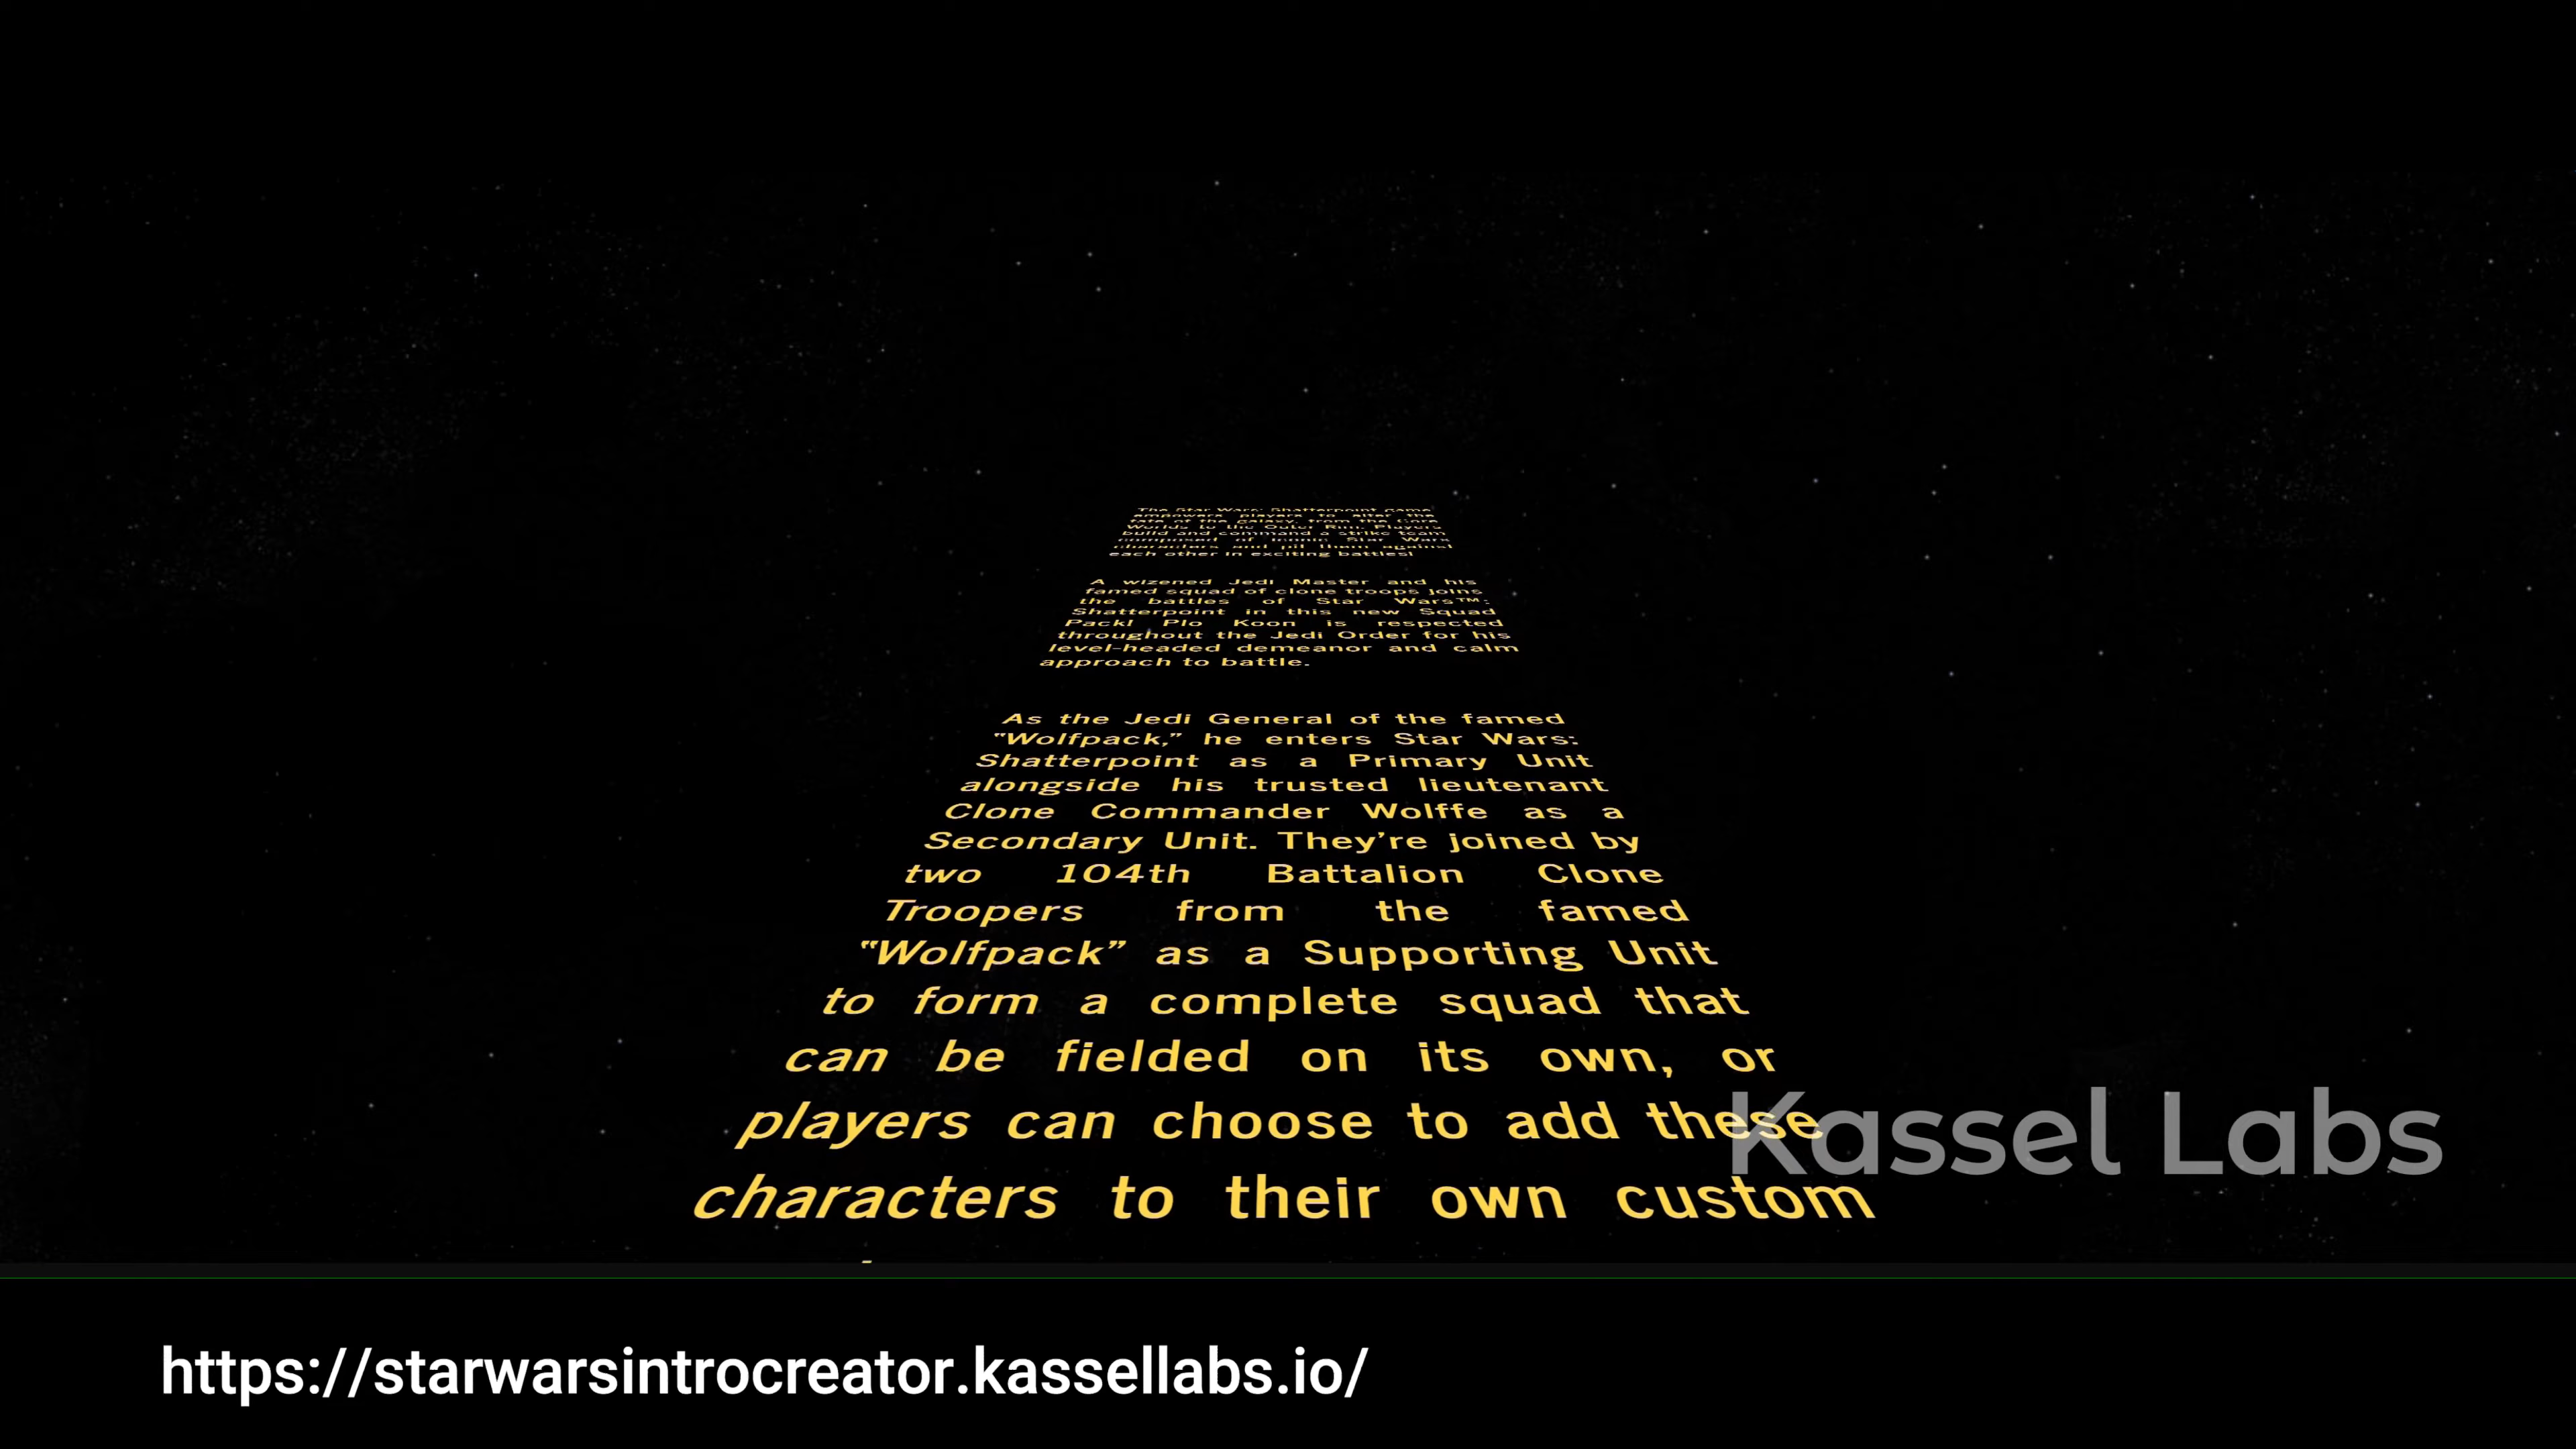 The Star Wars: Shatterpoint game
empowers players to alter the
fate of the galaxy, from the Core
Worlds to the Outer Rim. Players
build and command a strike team
composed of iconic Star Wars
characters and pit them against
each other in exciting battles!
A wizened Jedi Master and his
famed squad of clone troops joins
the battles of Star Wars™:
Shatterpoint in this new Squad
Pack! Plo Koon is respected
throughout the Jedi Order for his
level-headed demeanor and calm
approach to battle.
As the Jedi General of the famed
“Wolfpack,” he enters Star Wars:
Shatterpoint as a Primary Unit
alongside his trusted lieutenant
Clone Commander Wolffe as a
Secondary Unit. They’re joined by
two 104th Battalion Clone
Troopers from the famed
“Wolfpack” as a Supporting Unit
to form a complete squad that
can be fielded on its own, or
players can choose to add these
characters to their own custom
Kassel Labs
https://starwarsintrocreator.kassellabs.io/